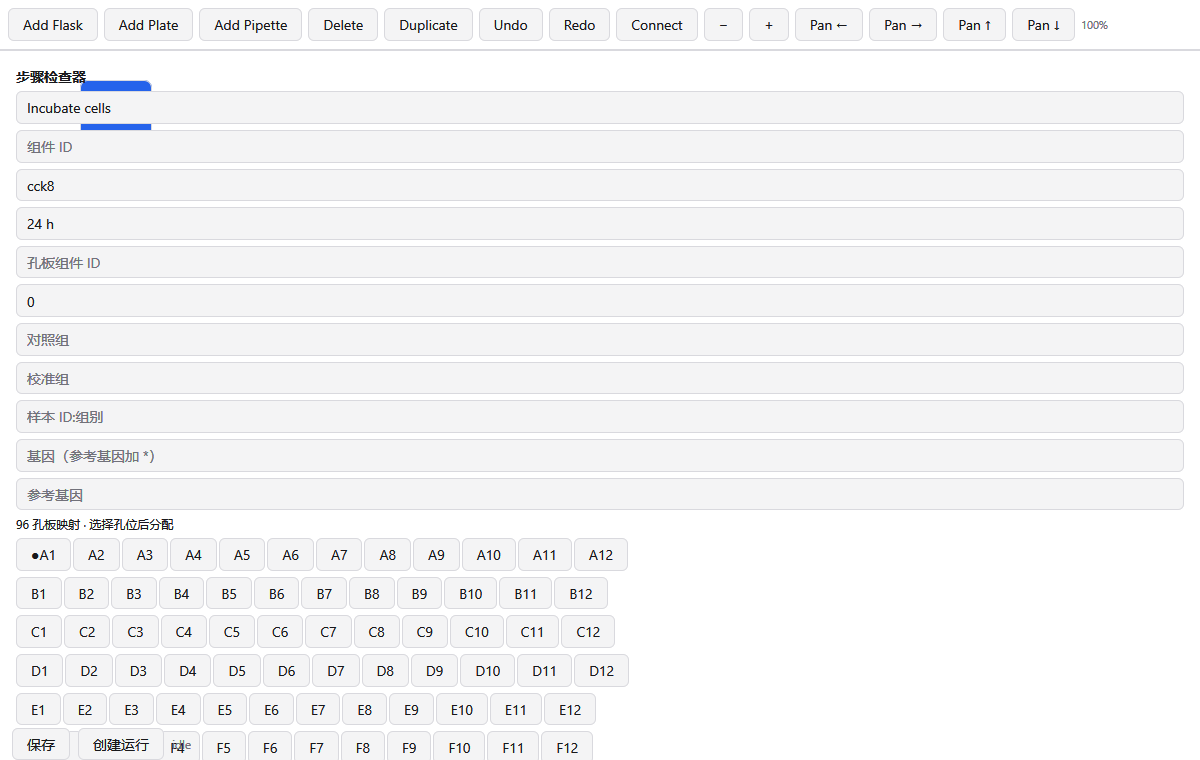 Add Flask Add Plate Add Pipette Delete Duplicate Undo Redo Connect − + Pan ← Pan → Pan ↑ Pan ↓ 100%
步骤检查器
Incubate cells
组件 ID
cck8
24 h
孔板组件 ID
0
对照组
校准组
样本 ID:组别
基因（参考基因加 *）
参考基因
96 孔板映射 · 选择孔位后分配
●A1 A2 A3 A4 A5 A6 A7 A8 A9 A10 A11 A12
B1 B2 B3 B4 B5 B6 B7 B8 B9 B10 B11 B12
C1 C2 C3 C4 C5 C6 C7 C8 C9 C10 C11 C12
D1 D2 D3 D4 D5 D6 D7 D8 D9 D10 D11 D12
E1 E2 E3 E4 E5 E6 E7 E8 E9 E10 E11 E12
保存 创建运行 idle F4 F5 F6 F7 F8 F9 F10 F11 F12